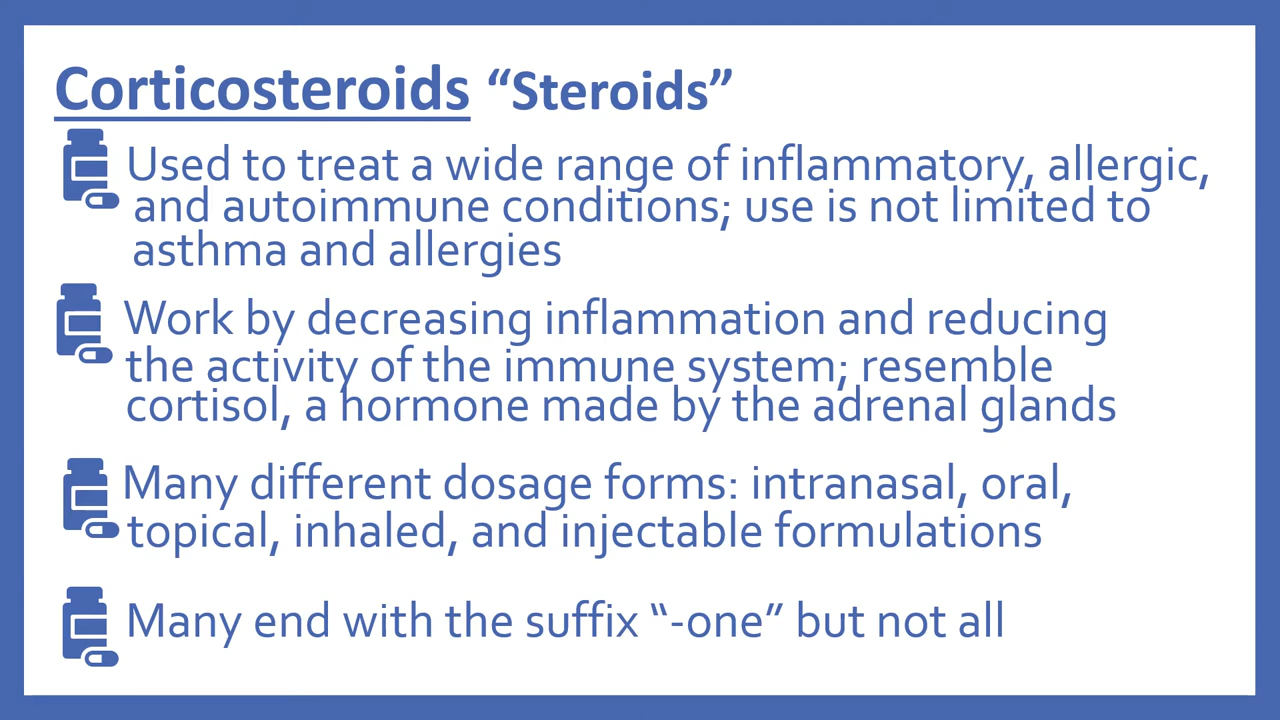 Corticosteroids “Steroids”
Used to treat a wide range of inflammatory, allergic,
and autoimmune conditions; use is not limited to
asthma and allergies
Work by decreasing inflammation and reducing
the activity of the immune system; resemble
cortisol, a hormone made by the adrenal glands
Many different dosage forms: intranasal, oral,
topical, inhaled, and injectable formulations
Many end with the suffix “-one” but not all